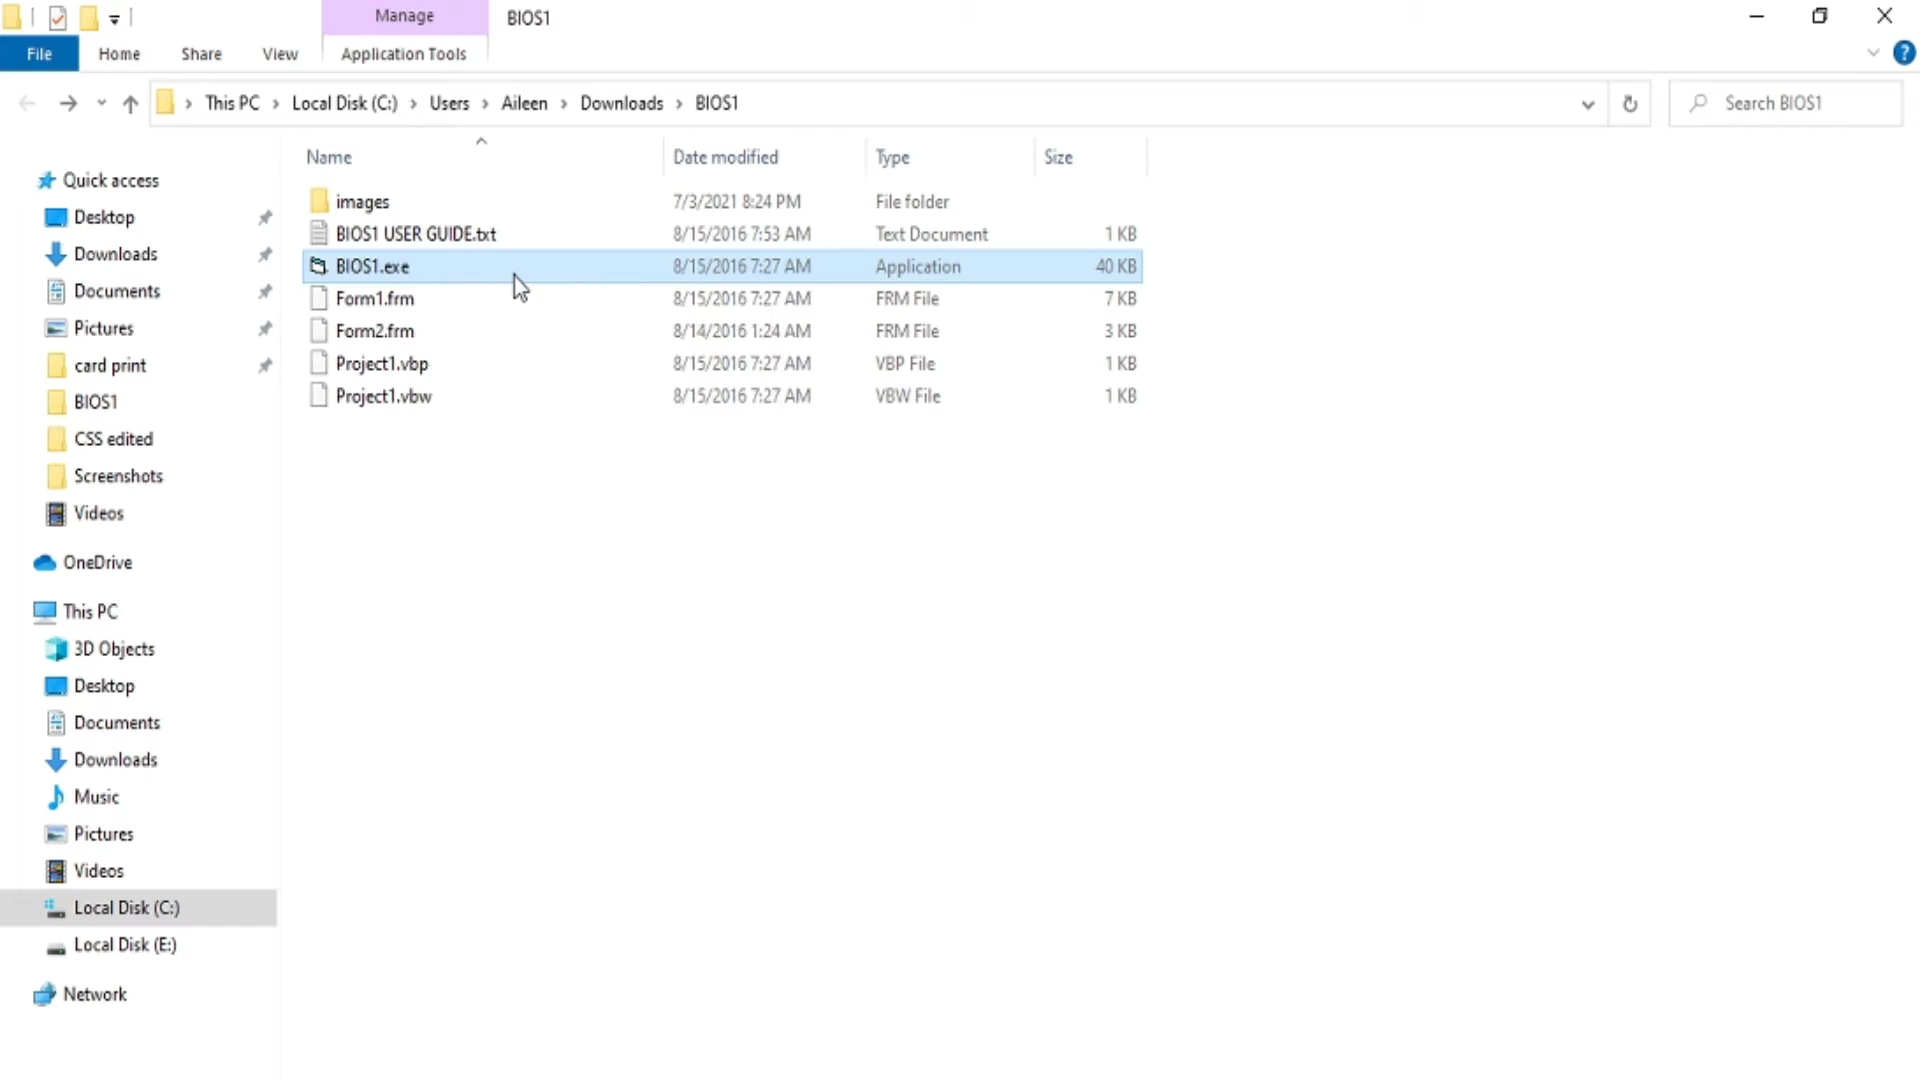 Manage BIOS1
File Home Share View Application Tools
This PC Local Disk (C:) Users Aileen Downloads BIOS1 Search BIOS1
Name Date modified Type Size
images 7/3/2021 8:24 PM File folder
BIOS1 USER GUIDE.txt 8/15/2016 7:53 AM Text Document 1 KB
BIOS1.exe 8/15/2016 7:27 AM Application 40 KB
Form1.frm 8/15/2016 7:27 AM FRM File 7 KB
Form2.frm 8/14/2016 1:24 AM FRM File 3 KB
Project1.vbp 8/15/2016 7:27 AM VBP File 1 KB
Project1.vbw 8/15/2016 7:27 AM VBW File 1 KB
Quick access
Desktop
Downloads
Documents
Pictures
card print
BIOS1
CSS edited
Screenshots
Videos
OneDrive
This PC
3D Objects
Desktop
Documents
Downloads
Music
Pictures
Videos
Local Disk (C:)
Local Disk (E:)
Network